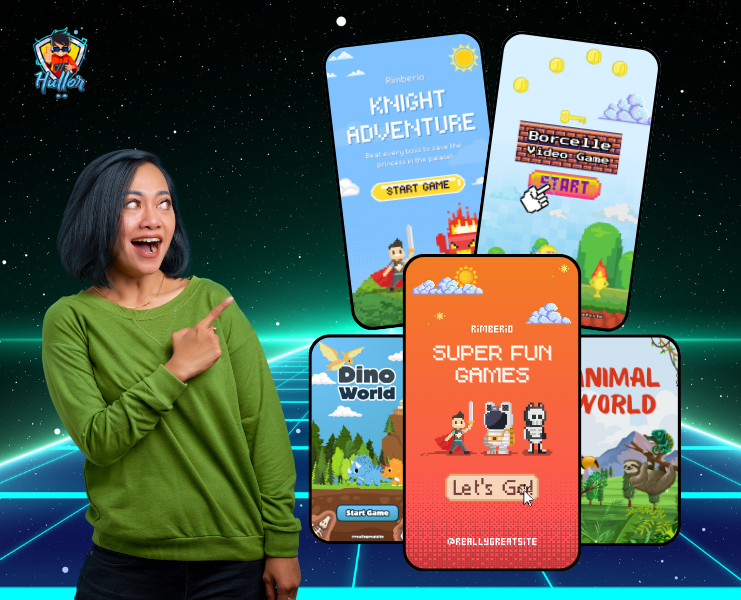 Hullor
Rimberio
KNIGHT
ADVENTURE
Beat every boss to save the
princess in the palace!
START GAME
Borcelle
Video Game
START
Dino
World
Start Game
RiMBERiO
SUPER FUN
GAMES
Let's Go!
@REALLYGREATSiTE
ANIMAL
WORLD